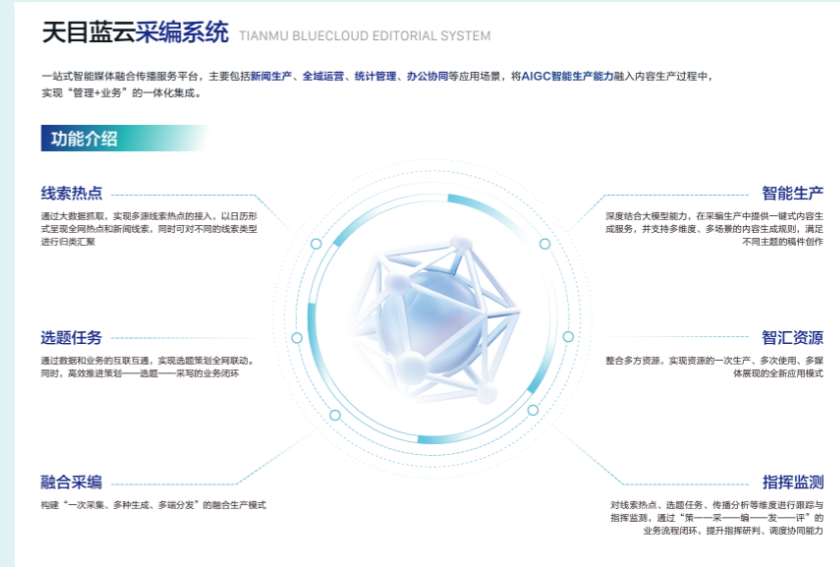 天目蓝云采编系统 TIANMU BLUECLOUD EDITORIAL SYSTEM
一站式智能媒体融合传播服务平台，主要包括新闻生产、全域运营、统计管理、办公协同等应用场景，将AIGC智能生产能力融入内容生产过程中，
实现“管理+业务”的一体化集成。
功能介绍
线索热点
通过大数据抓取，实现多源线索热点的接入，以日历形
式呈现全网热点和新闻线索，同时可对不同的线索类型
进行归类汇聚
选题任务
通过数据和业务的互联互通，实现选题策划全网联动。
同时，高效推进策划——选题——采写的业务闭环
融合采编
构建“一次采集、多种生成、多端分发”的融合生产模式
智能生产
深度结合大模型能力，在采编生产中提供一键式内容生
成服务，并支持多维度、多场景的内容生成规则，满足
不同主题的稿件创作
智汇资源
整合多方资源，实现资源的一次生产、多次使用、多媒
体展现的全新应用模式
指挥监测
对线索热点、选题任务、传播分析等维度进行跟踪与
指挥监测，通过“策——采——编——发——评”的
业务流程闭环，提升指挥研判、调度协同能力